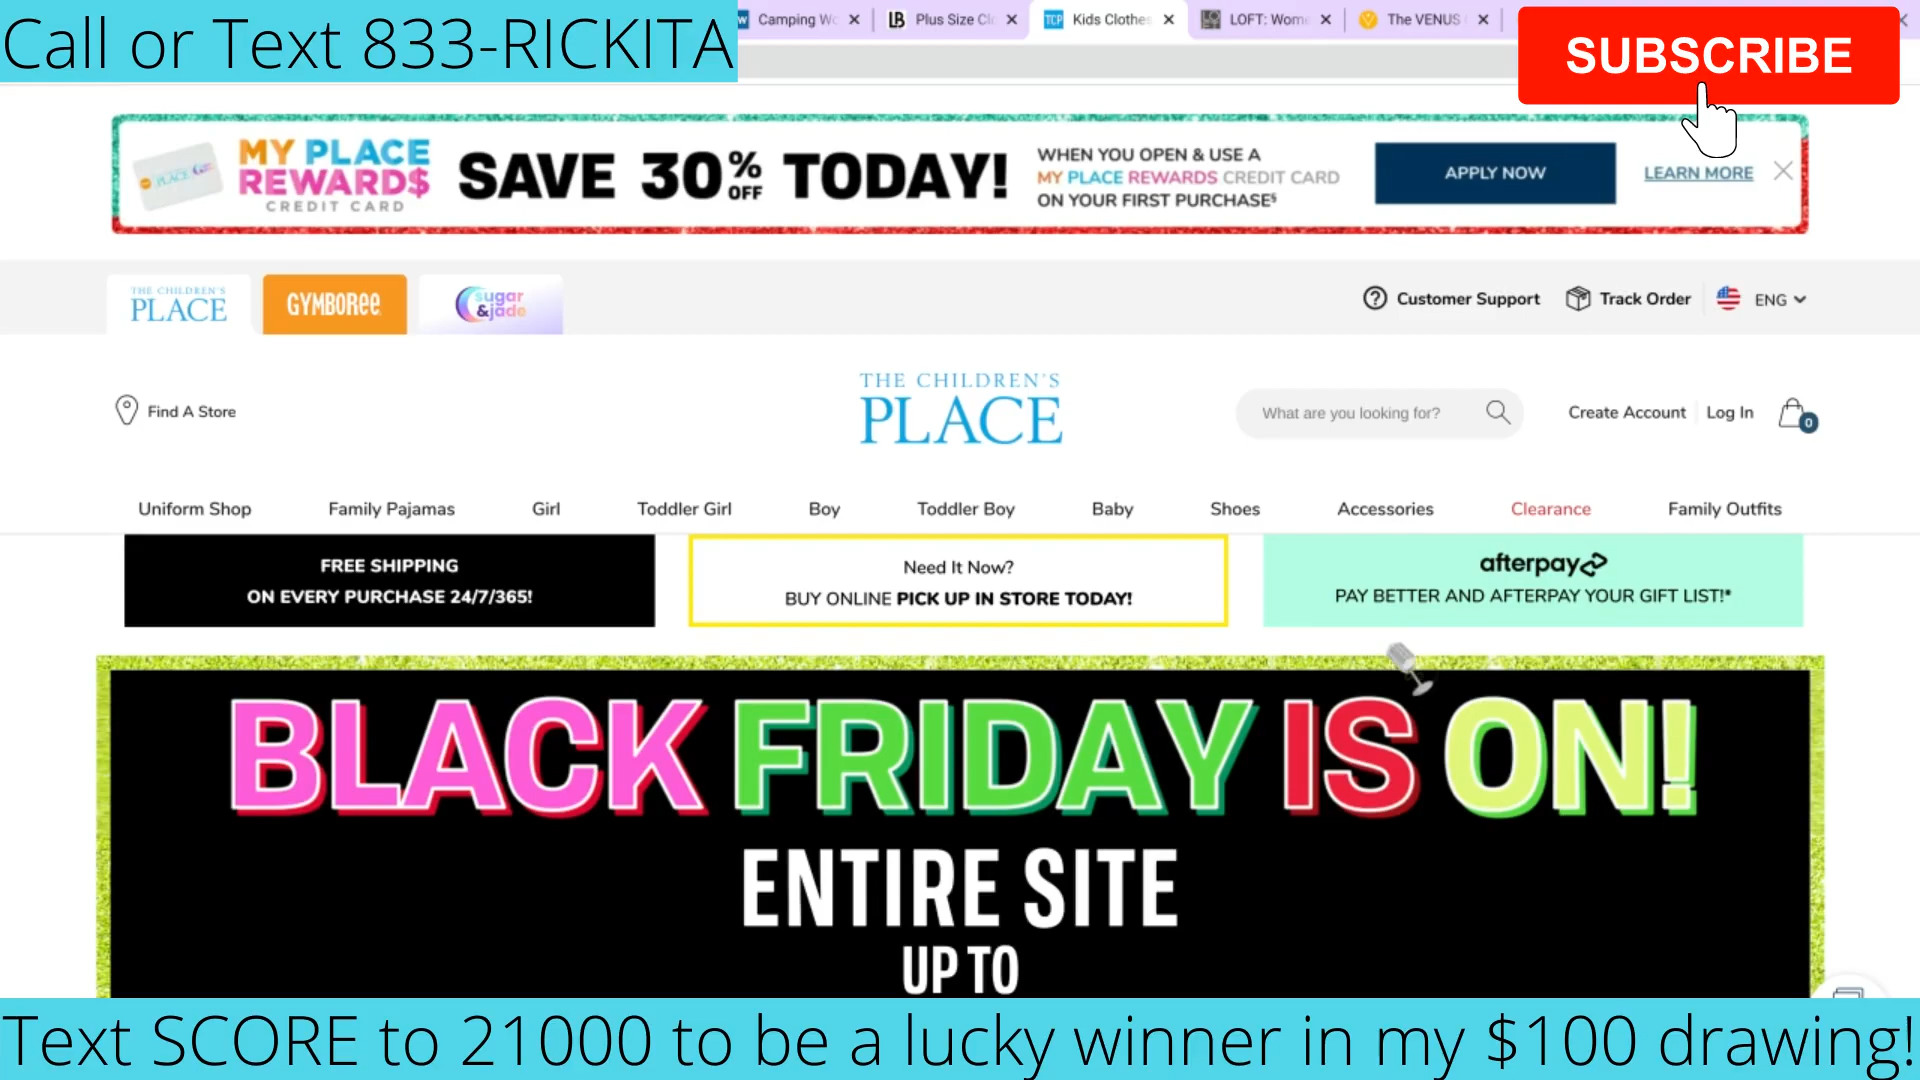 Call or Text 833-RICKITA
Camping Wo
LB Plus Size Clo
TCP Kids Clothes
LOFT: Wome
The VENUS
SUBSCRIBE
MY PLACE
REWARD$
CREDIT CARD
SAVE 30% OFF TODAY!
WHEN YOU OPEN & USE A
MY PLACE REWARDS CREDIT CARD
ON YOUR FIRST PURCHASE§
APPLY NOW
LEARN MORE
THE CHILDREN'S
PLACE
GYMBOREE
sugar
&jade
Customer Support
Track Order
ENG
Find A Store
THE CHILDREN'S
PLACE
What are you looking for?
Create Account
Log In
0
Uniform Shop
Family Pajamas
Girl
Toddler Girl
Boy
Toddler Boy
Baby
Shoes
Accessories
Clearance
Family Outfits
FREE SHIPPING
ON EVERY PURCHASE 24/7/365!
Need It Now?
BUY ONLINE PICK UP IN STORE TODAY!
afterpay
PAY BETTER AND AFTERPAY YOUR GIFT LIST!*
BLACK FRIDAY IS ON!
ENTIRE SITE
UP TO
Text SCORE to 21000 to be a lucky winner in my $100 drawing!